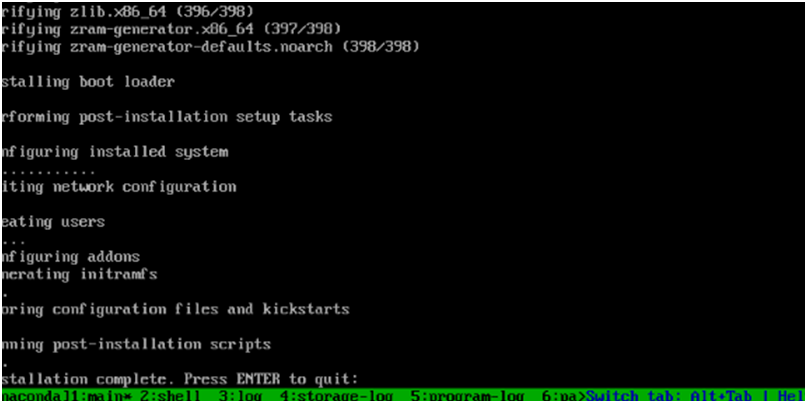 rifying zlib.x86_64 (396/398)
rifying zram-generator.x86_64 (397/398)
rifying zram-generator-defaults.noarch (398/398)
stalling boot loader
rforming post-installation setup tasks
nfiguring installed system
............
iting network configuration
eating users
...
nfiguring addons
nerating initramfs
.
oring configuration files and kickstarts
nning post-installation scripts
.
stallation complete. Press ENTER to quit:
naconda]1:main* 2:shell  3:log  4:storage-log  5:program-log  6:pa>Switch tab: Alt+Tab | Hel